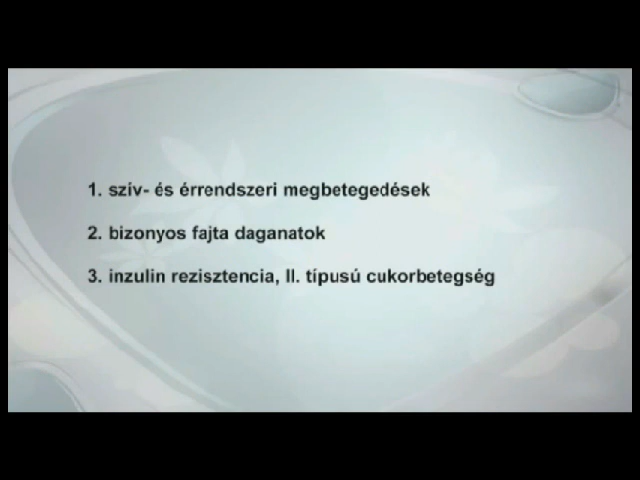 1. szív- és érrendszeri megbetegedések
2. bizonyos fajta daganatok
3. inzulin rezisztencia, II. típusú cukorbetegség